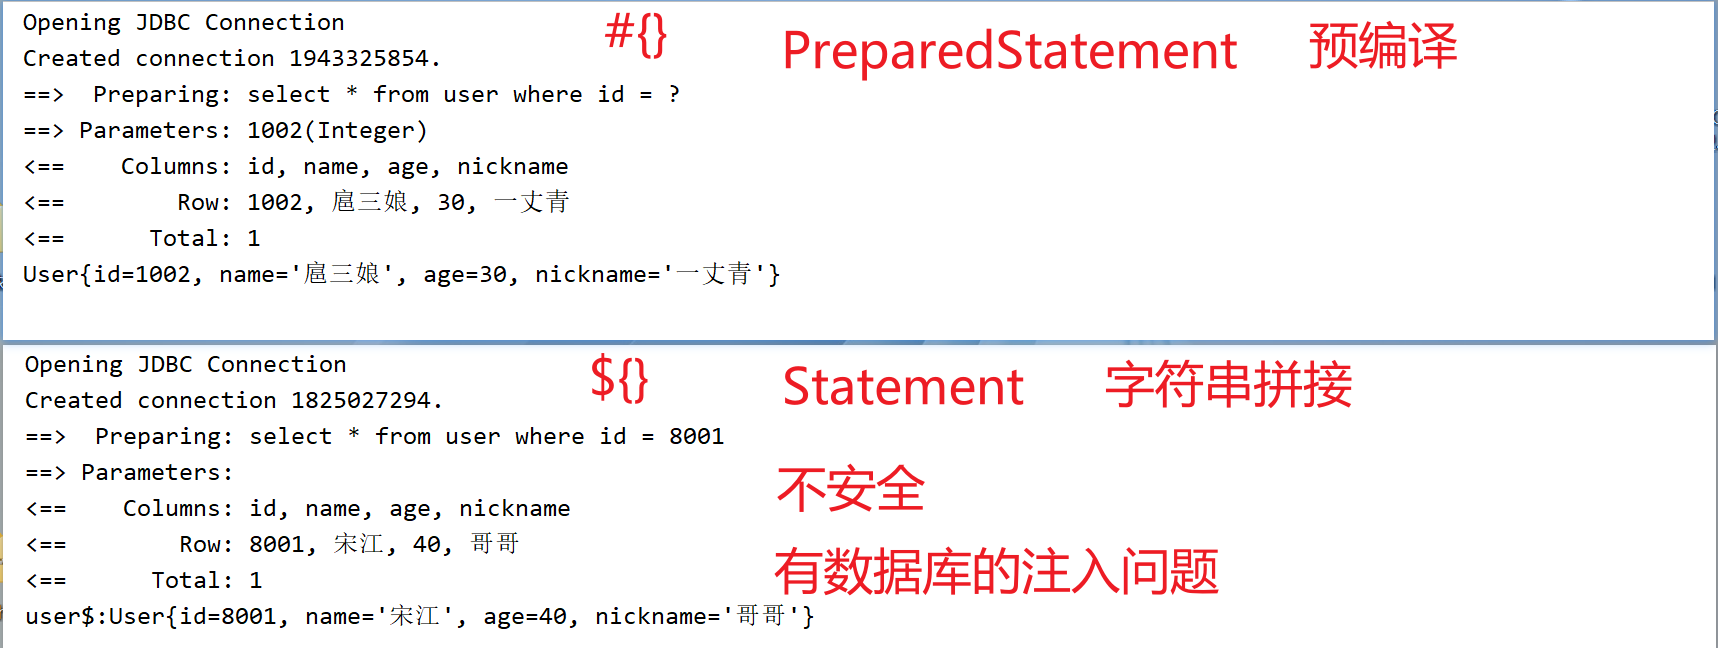 Opening JDBC Connection
#{} PreparedStatement 预编译
Created connection 1943325854.
==>  Preparing: select * from user where id = ?
==> Parameters: 1002(Integer)
<==    Columns: id, name, age, nickname
<==        Row: 1002, 扈三娘, 30, 一丈青
<==      Total: 1
User{id=1002, name='扈三娘', age=30, nickname='一丈青'}
Opening JDBC Connection
${} Statement 字符串拼接
Created connection 1825027294.
==>  Preparing: select * from user where id = 8001
==> Parameters:
不安全
<==    Columns: id, name, age, nickname
<==        Row: 8001, 宋江, 40, 哥哥
有数据库的注入问题
<==      Total: 1
user$:User{id=8001, name='宋江', age=40, nickname='哥哥'}